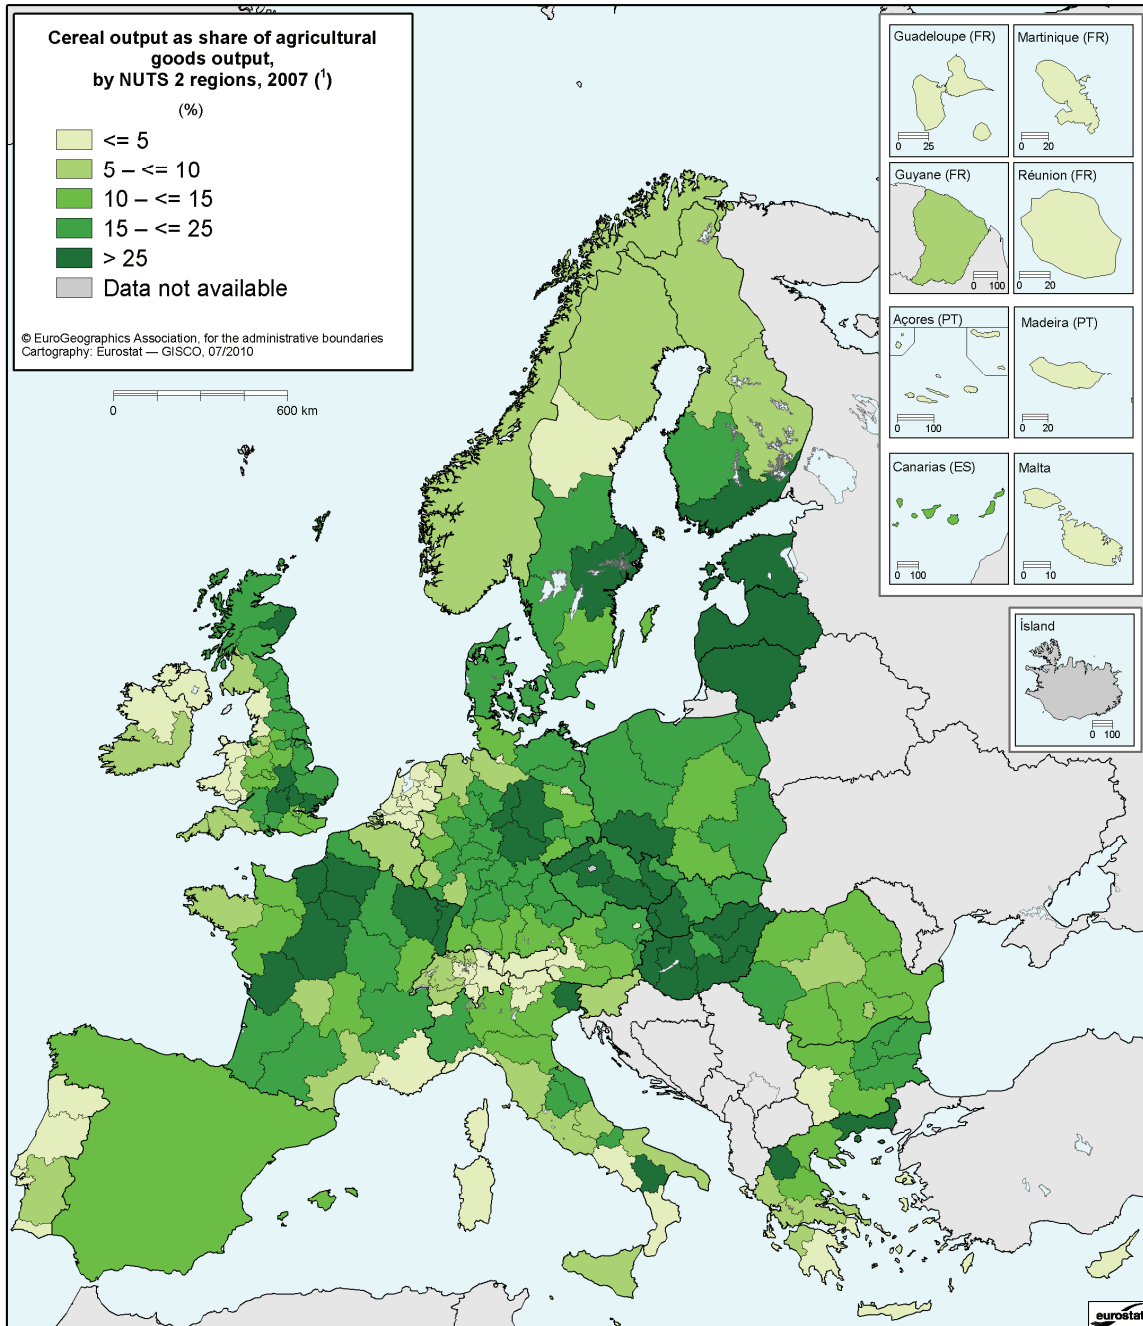 Cereal output as share of agricultural
goods output,
by NUTS 2 regions, 2007 (¹)
(%)
<= 5
5 – <= 10
10 – <= 15
15 – <= 25
> 25
Data not available
© EuroGeographics Association, for the administrative boundaries
Cartography: Eurostat — GISCO, 07/2010
0 600 km
Guadeloupe (FR)
0 25
Martinique (FR)
0 20
Guyane (FR)
0 100
Réunion (FR)
0 20
Açores (PT)
0 100
Madeira (PT)
0 20
Canarias (ES)
0 100
Malta
0 10
Ísland
0 100
eurostat